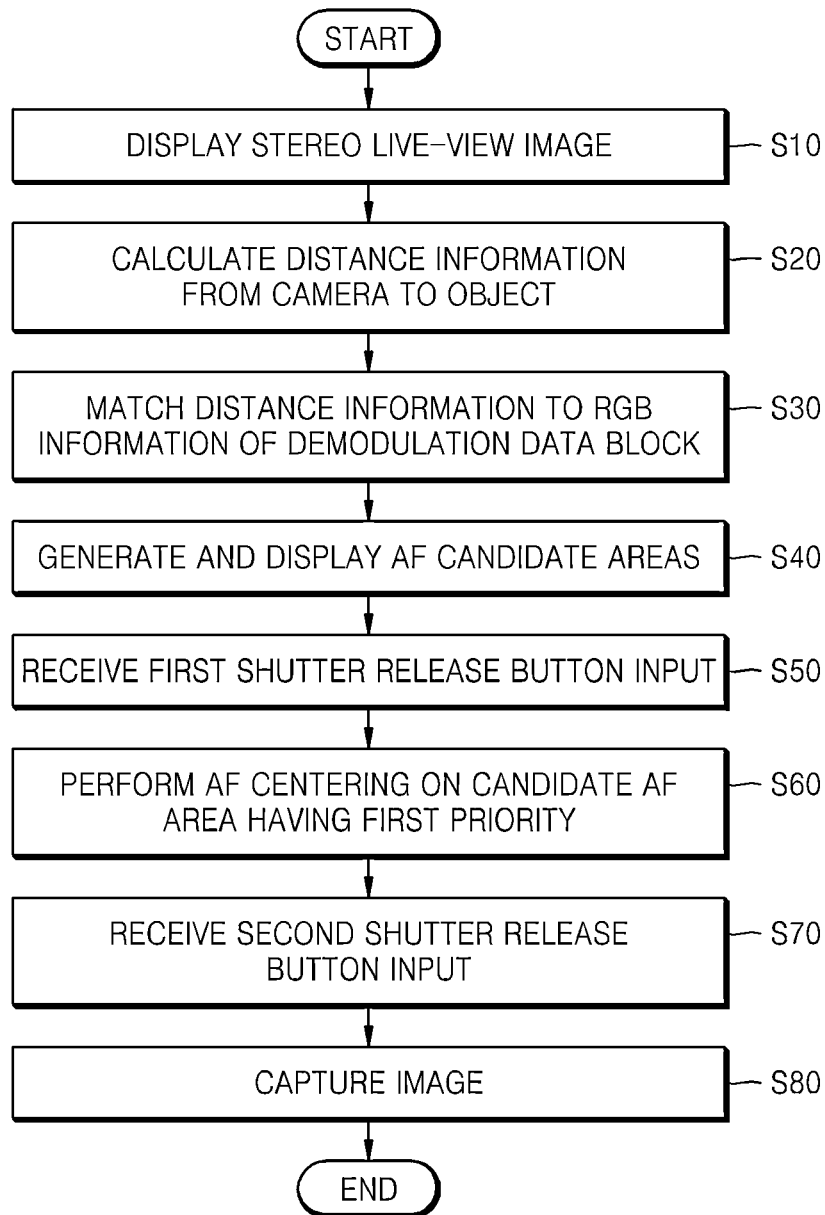 START
DISPLAY STEREO LIVE-VIEW IMAGE
S10
CALCULATE DISTANCE INFORMATION
FROM CAMERA TO OBJECT
S20
MATCH DISTANCE INFORMATION TO RGB
INFORMATION OF DEMODULATION DATA BLOCK
S30
GENERATE AND DISPLAY AF CANDIDATE AREAS
S40
RECEIVE FIRST SHUTTER RELEASE BUTTON INPUT
S50
PERFORM AF CENTERING ON CANDIDATE AF
AREA HAVING FIRST PRIORITY
S60
RECEIVE SECOND SHUTTER RELEASE
BUTTON INPUT
S70
CAPTURE IMAGE
S80
END